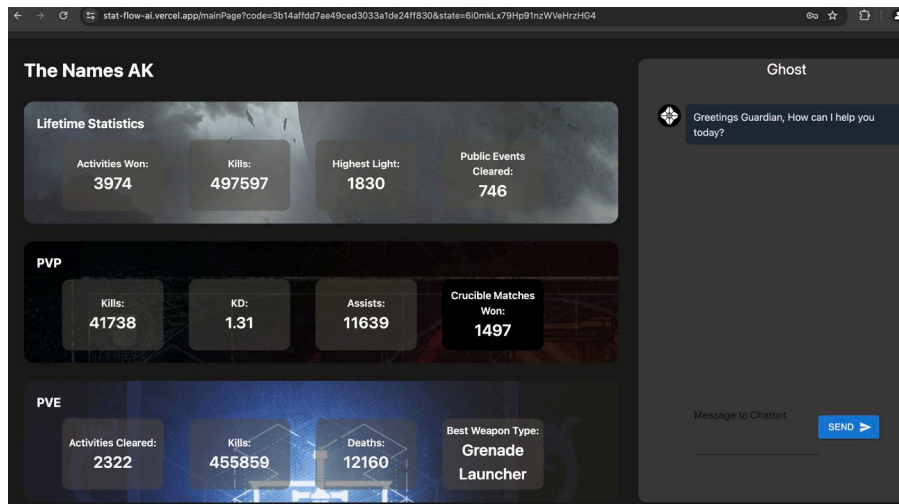 stat-flow-ai.vercel.app/mainPage?code=3b14affdd7ae49ced3033a1de24ff830&state=6i0mkLx79Hp91nzWVeHrzHG4
The Names AK
Lifetime Statistics
Activities Won:
3974
Kills:
497597
Highest Light:
1830
Public Events
Cleared:
746
PVP
Kills:
41738
KD:
1.31
Assists:
11639
Crucible Matches
Won:
1497
PVE
Activities Cleared:
2322
Kills:
455859
Deaths:
12160
Best Weapon Type:
Grenade
Launcher
Ghost
Greetings Guardian, How can I help you
today?
Message to Chatbot
SEND